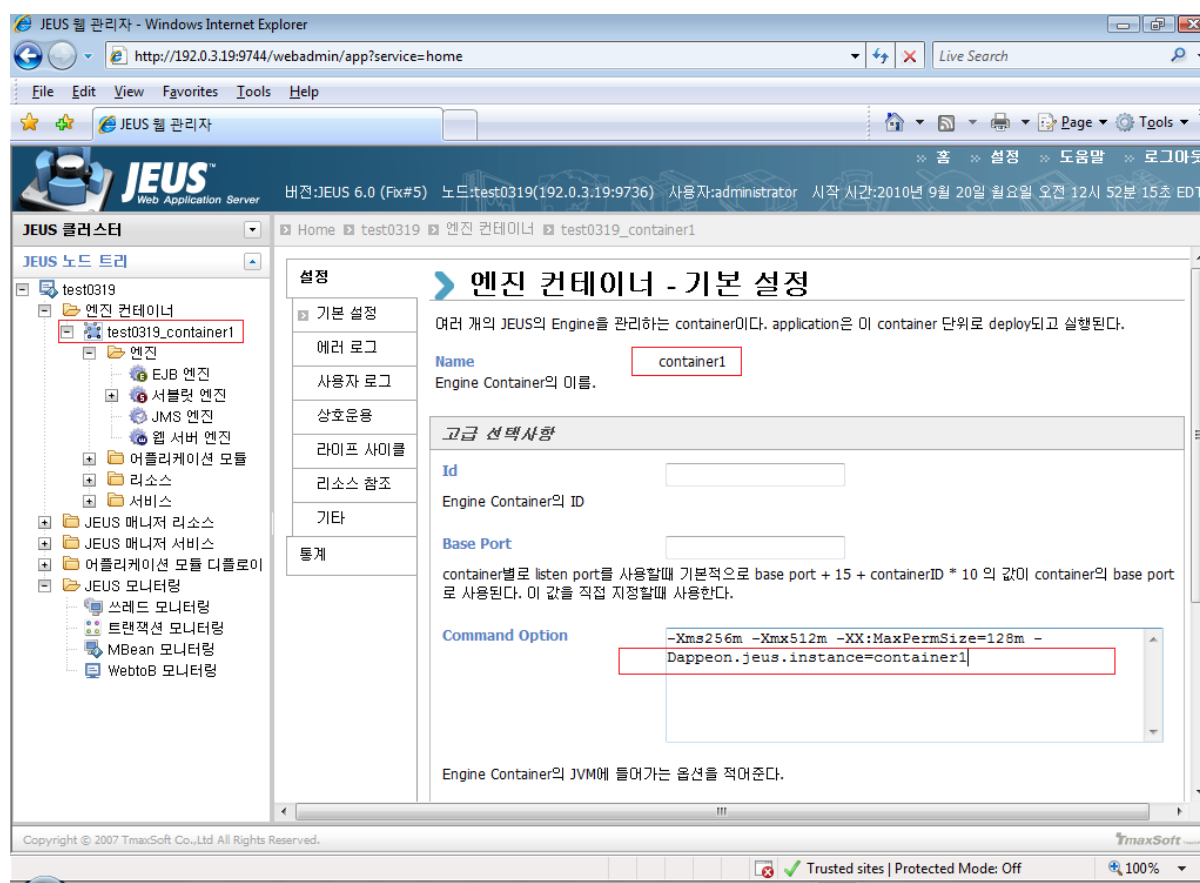 JEUS 웹 관리자 - Windows Internet Explorer
http://192.0.3.19:9744/webadmin/app?service=home
Live Search
File Edit View Favorites Tools Help
JEUS 웹 관리자
Page Tools
홈 설정 도움말 로그아웃
JEUS™
Web Application Server
버전:JEUS 6.0 (Fix#5) 노드:test0319(192.0.3.19:9736) 사용자:administrator 시작 시간:2010년 9월 20일 월요일 오전 12시 52분 15초 EDT
JEUS 클러스터
Home test0319 엔진 컨테이너 test0319_container1
JEUS 노드 트리
test0319
엔진 컨테이너
test0319_container1
엔진
EJB 엔진
서블릿 엔진
JMS 엔진
웹 서버 엔진
어플리케이션 모듈
리소스
서비스
JEUS 매니저 리소스
JEUS 매니저 서비스
어플리케이션 모듈 디플로이
JEUS 모니터링
쓰레드 모니터링
트랜잭션 모니터링
MBean 모니터링
WebtoB 모니터링
설정
기본 설정
에러 로그
사용자 로그
상호운용
라이프 사이클
리소스 참조
기타
통계
엔진 컨테이너 - 기본 설정
여러 개의 JEUS의 Engine을 관리하는 container이다. application은 이 container 단위로 deploy되고 실행된다.
Name container1
Engine Container의 이름.
고급 선택사항
Id
Engine Container의 ID
Base Port
container별로 listen port를 사용할때 기본적으로 base port + 15 + containerID * 10 의 값이 container의 base port
로 사용된다. 이 값을 직접 지정할때 사용한다.
Command Option
-Xms256m -Xmx512m -XX:MaxPermSize=128m -
Dappeon.jeus.instance=container1
Engine Container의 JVM에 들어가는 옵션을 적어준다.
Copyright © 2007 TmaxSoft Co.,Ltd All Rights Reserved.
TmaxSoft
Trusted sites | Protected Mode: Off
100%